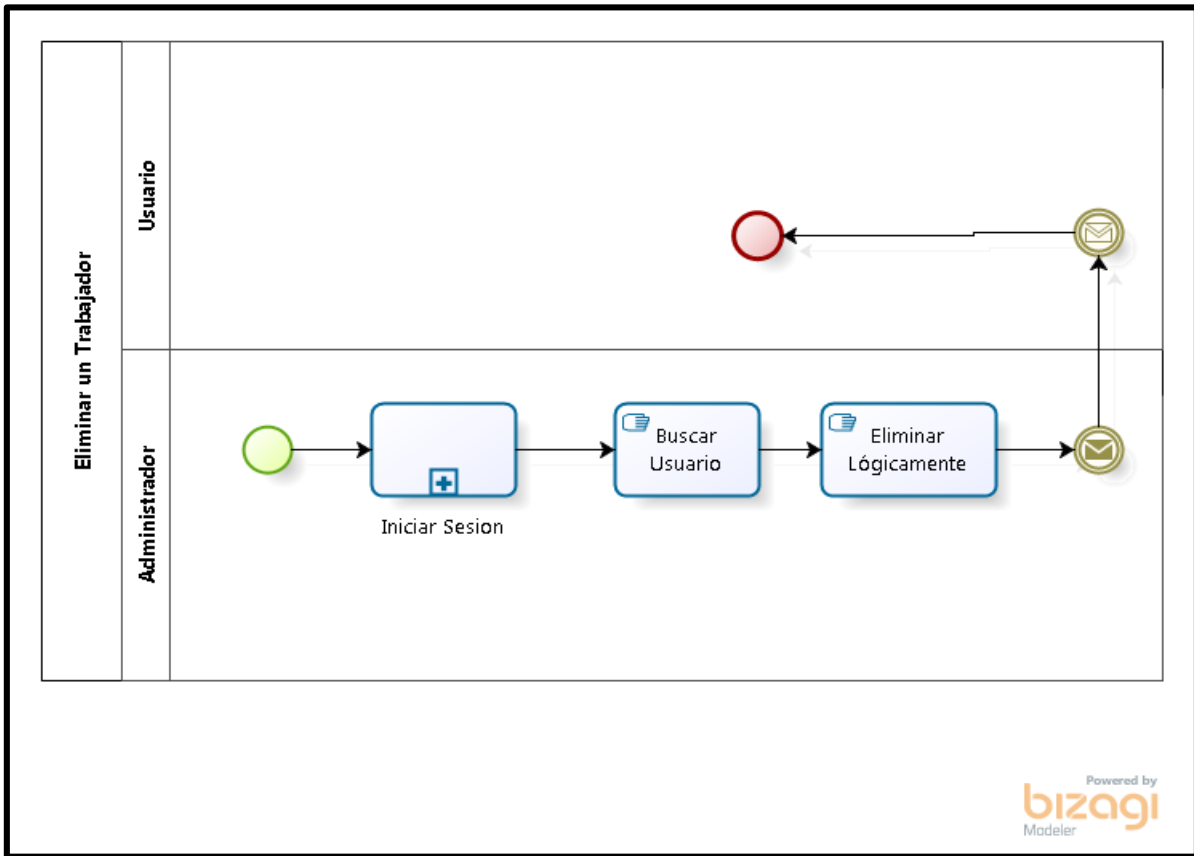 Eliminar un Trabajador
Usuario
Administrador
Iniciar Sesion
Buscar
Usuario
Eliminar
Lógicamente
Powered by
bizagi
Modeler